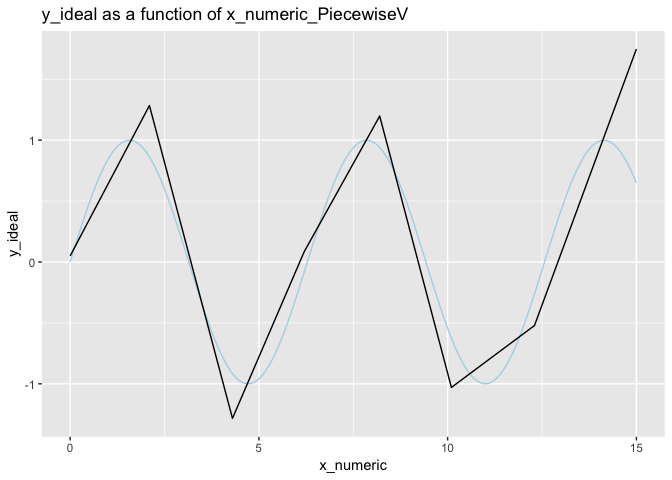 y_ideal as a function of x_numeric_PiecewiseV
y_ideal
1
0
-1
0
5
10
15
x_numeric